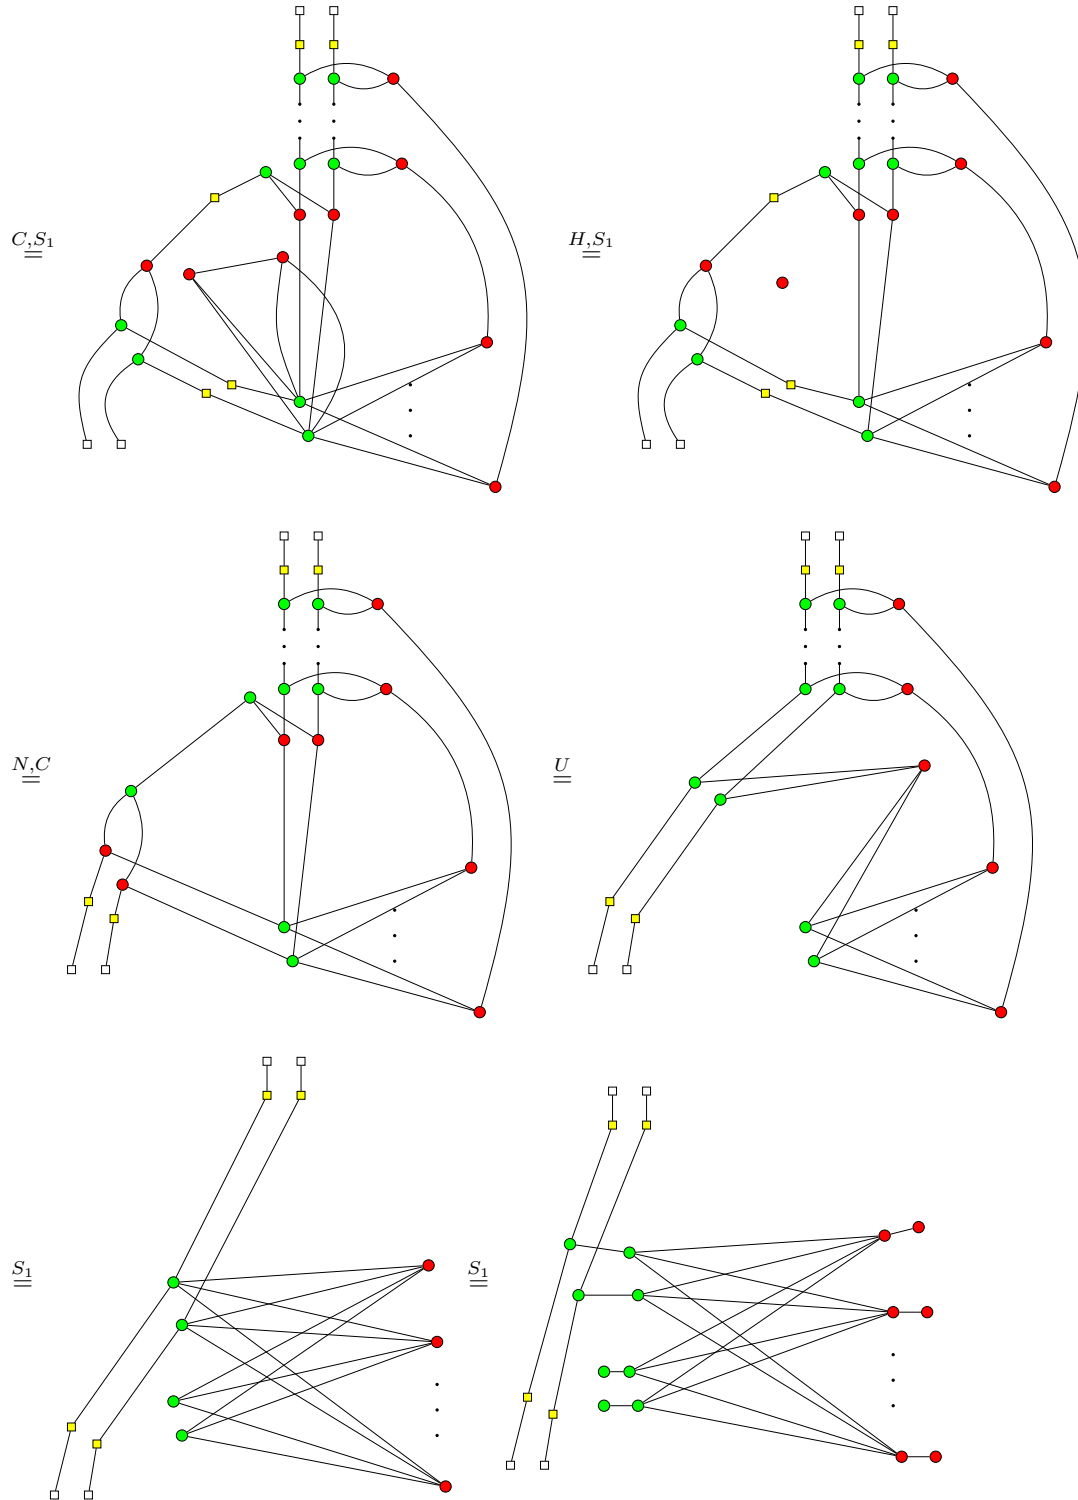 C,S₁
=
H,S₁
=
N,C
=
U
=
S₁
=
S₁
=